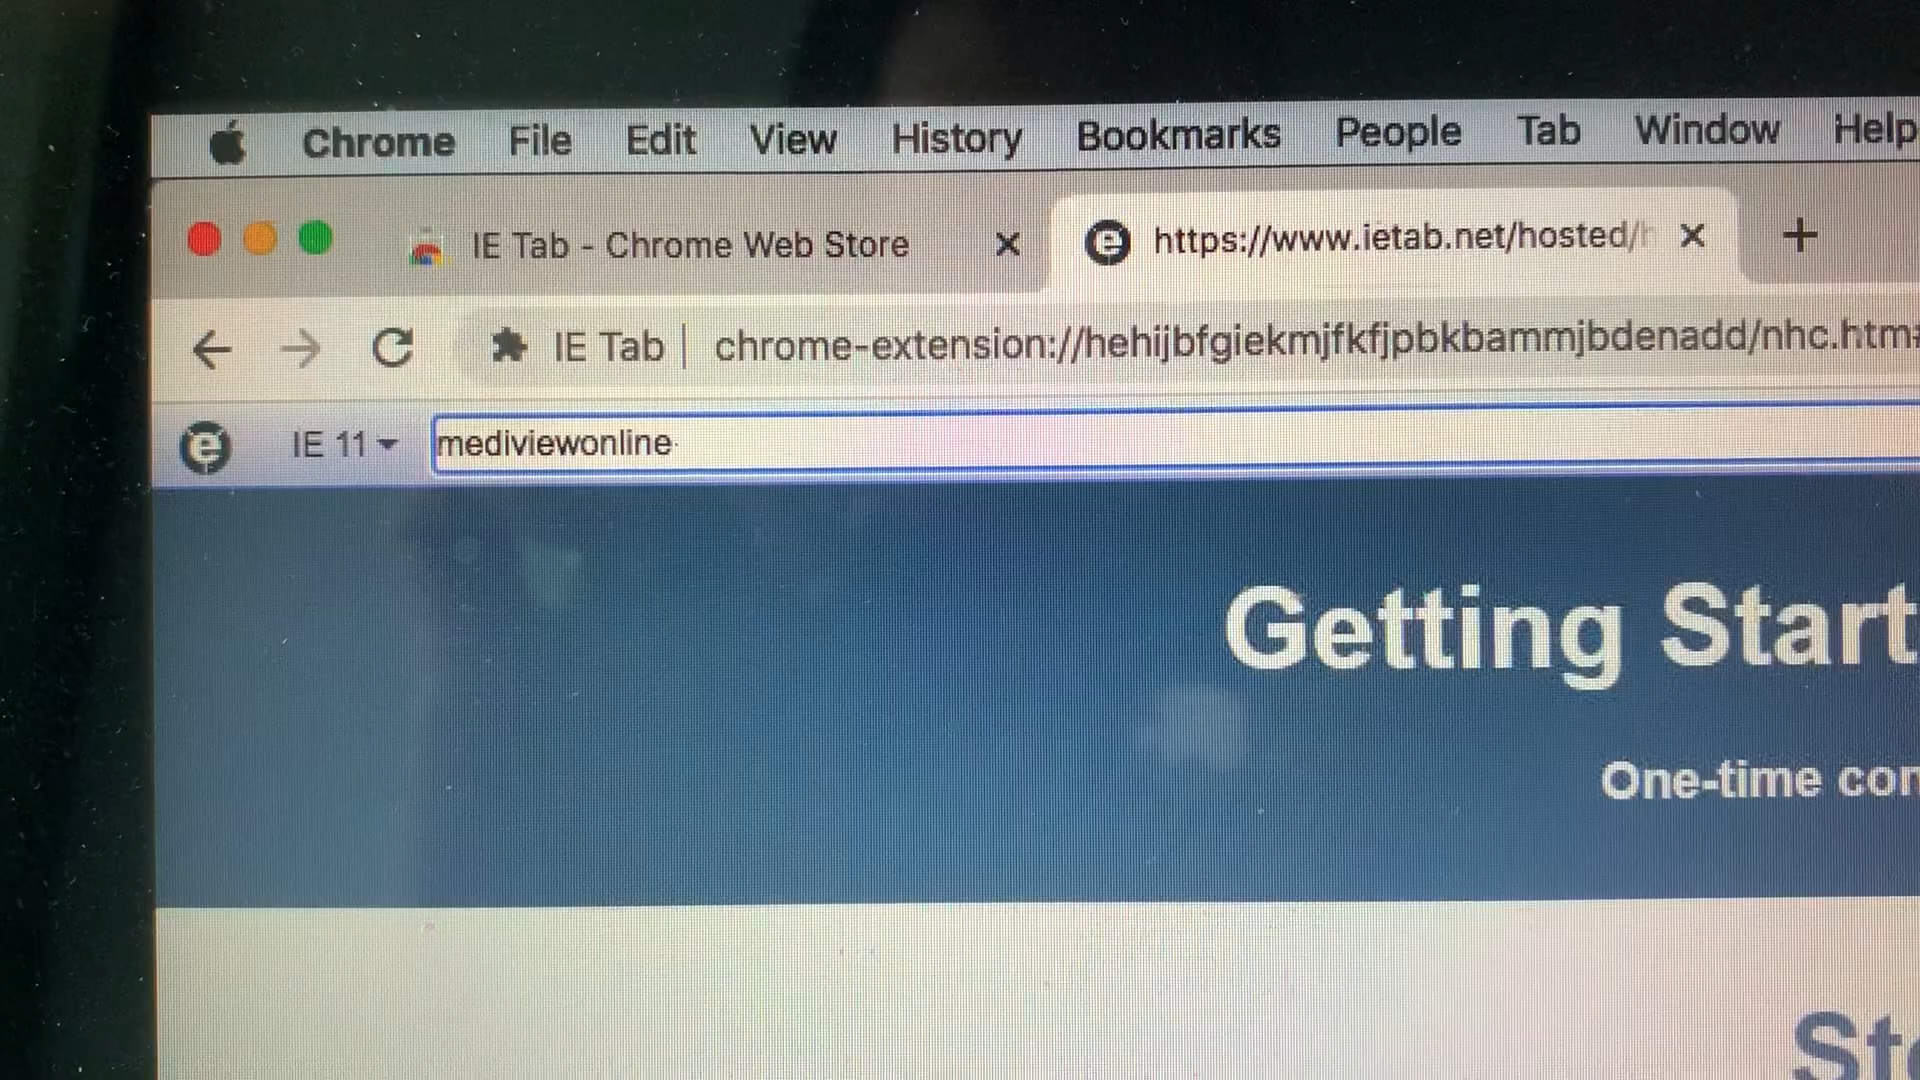 Chrome File Edit View History Bookmarks People Tab Window Help
IE Tab - Chrome Web Store https://www.ietab.net/hosted/
IE Tab | chrome-extension://hehijbfgiekmjfkfjpbkbammjbdenadd/nhc.htm#
IE 11 mediviewonline
Getting Start
One-time con
St